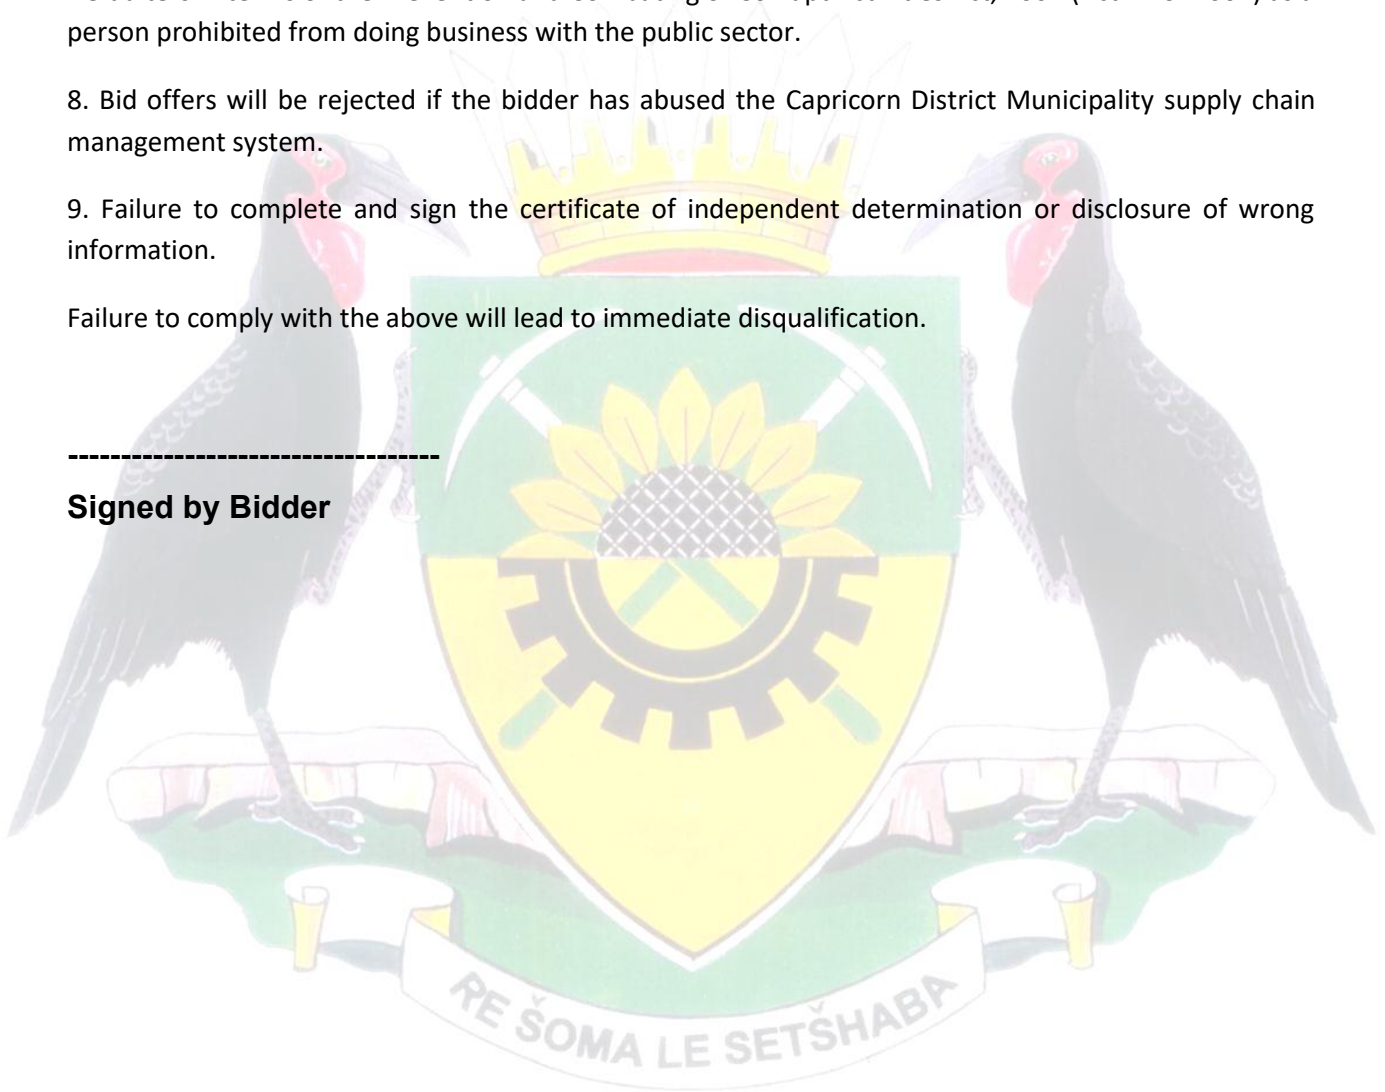 person prohibited from doing business with the public sector.
8. Bid offers will be rejected if the bidder has abused the Capricorn District Municipality supply chain
management system.
9. Failure to complete and sign the certificate of independent determination or disclosure of wrong
information.
Failure to comply with the above will lead to immediate disqualification.
-----------------------------------
Signed by Bidder
RE ŠOMA LE SETŠHABA